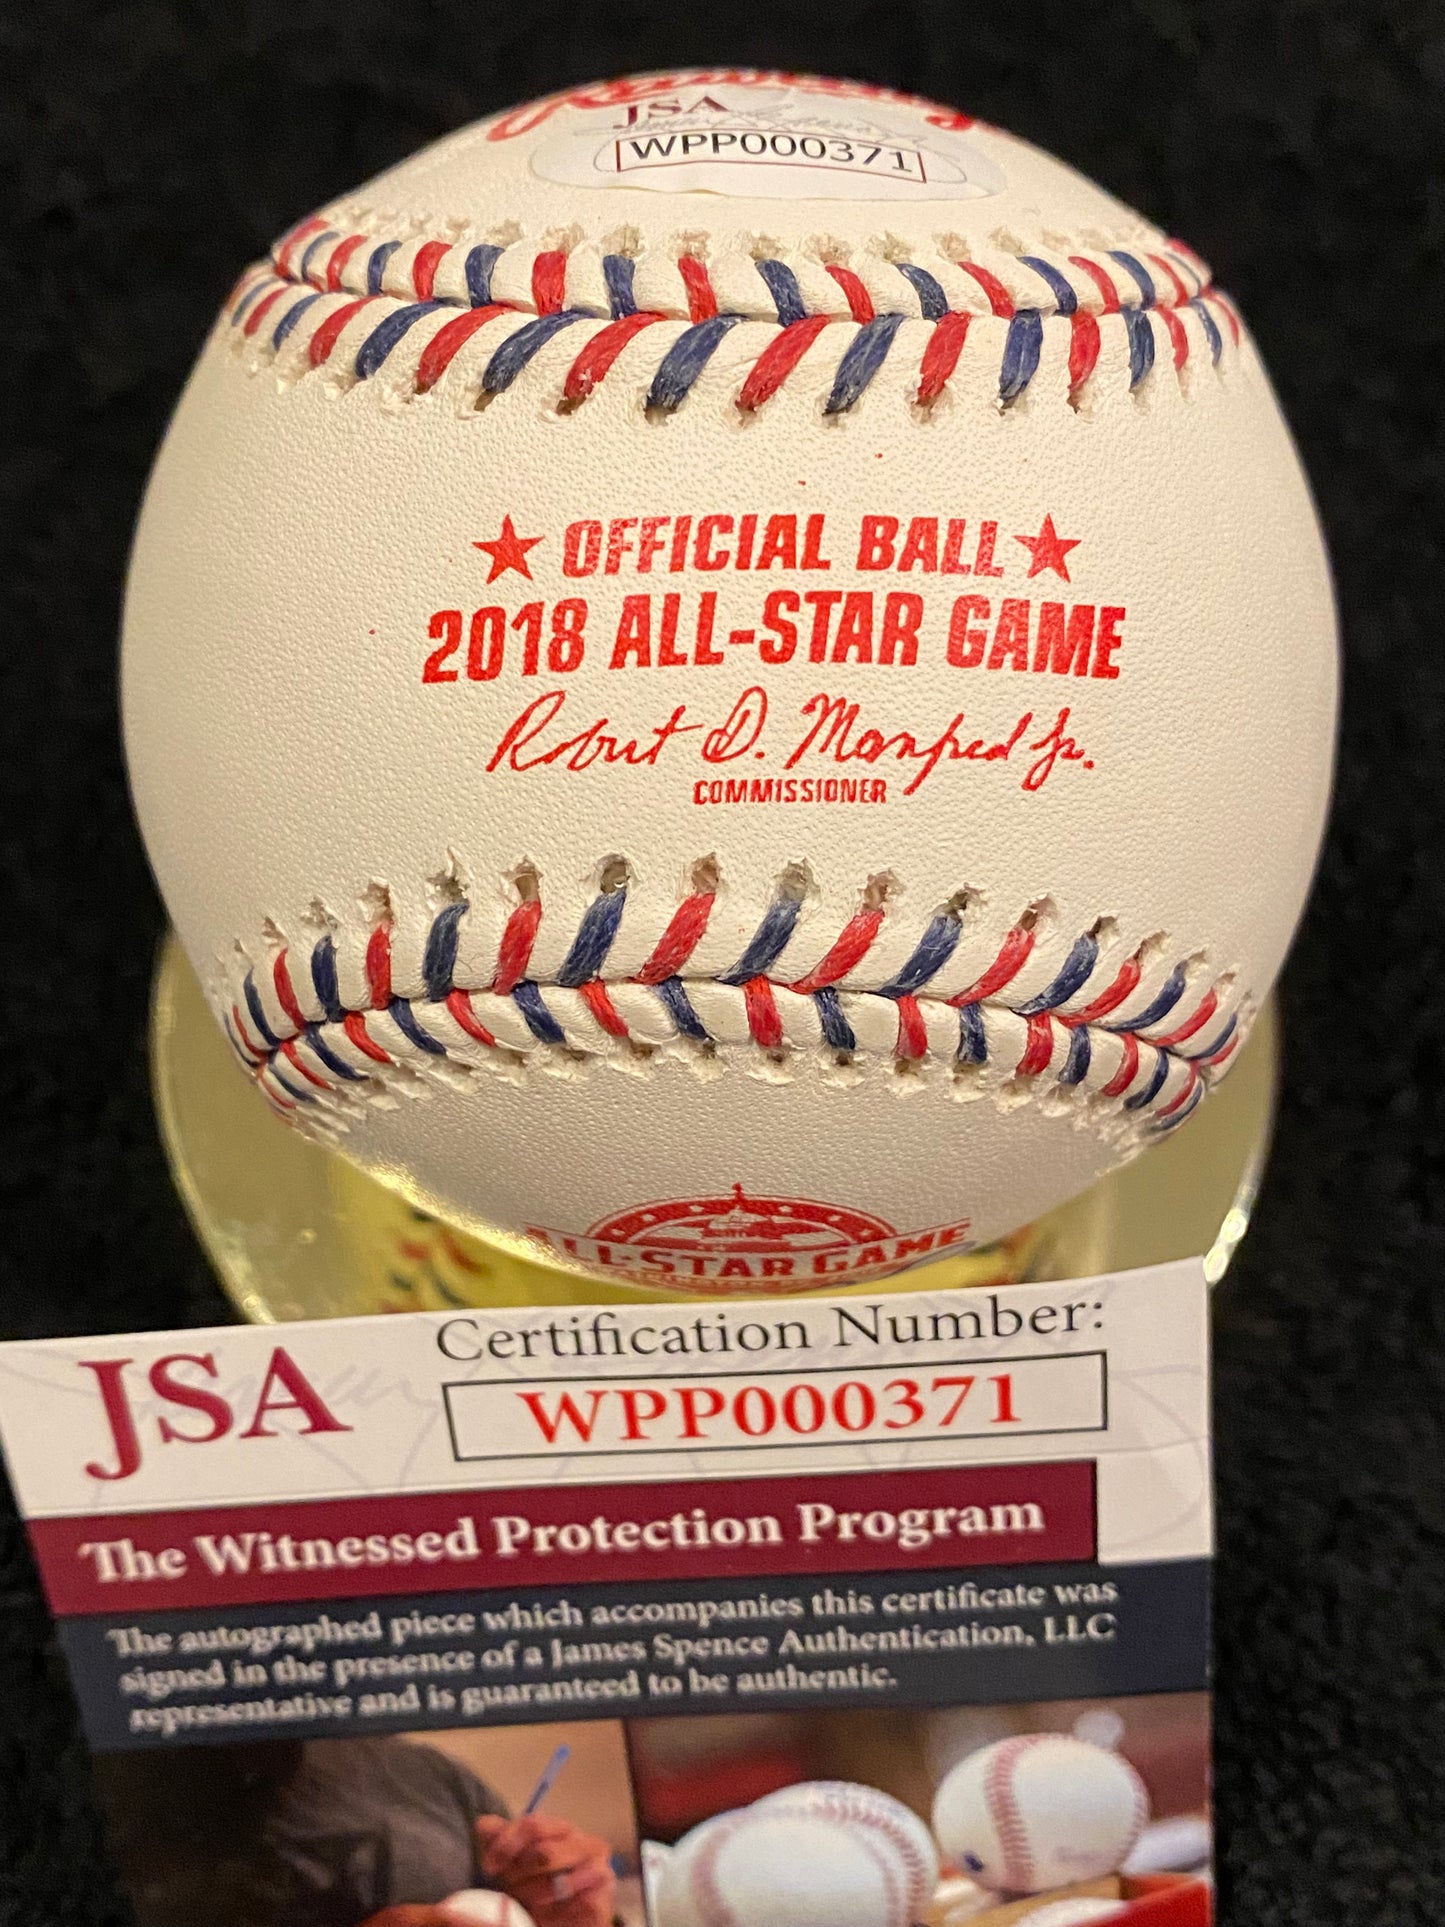 JSA
WPP000371
★ OFFICIAL BALL ★
2018 ALL-STAR GAME
Robert D. Manfred Jr.
COMMISSIONER
ALL-STAR GAME
JSA
Certification Number:
WPP000371
The Witnessed Protection Program
The autographed piece which accompanies this certificate was
signed in the presence of a James Spence Authentication, LLC
representative and is guaranteed to be authentic.